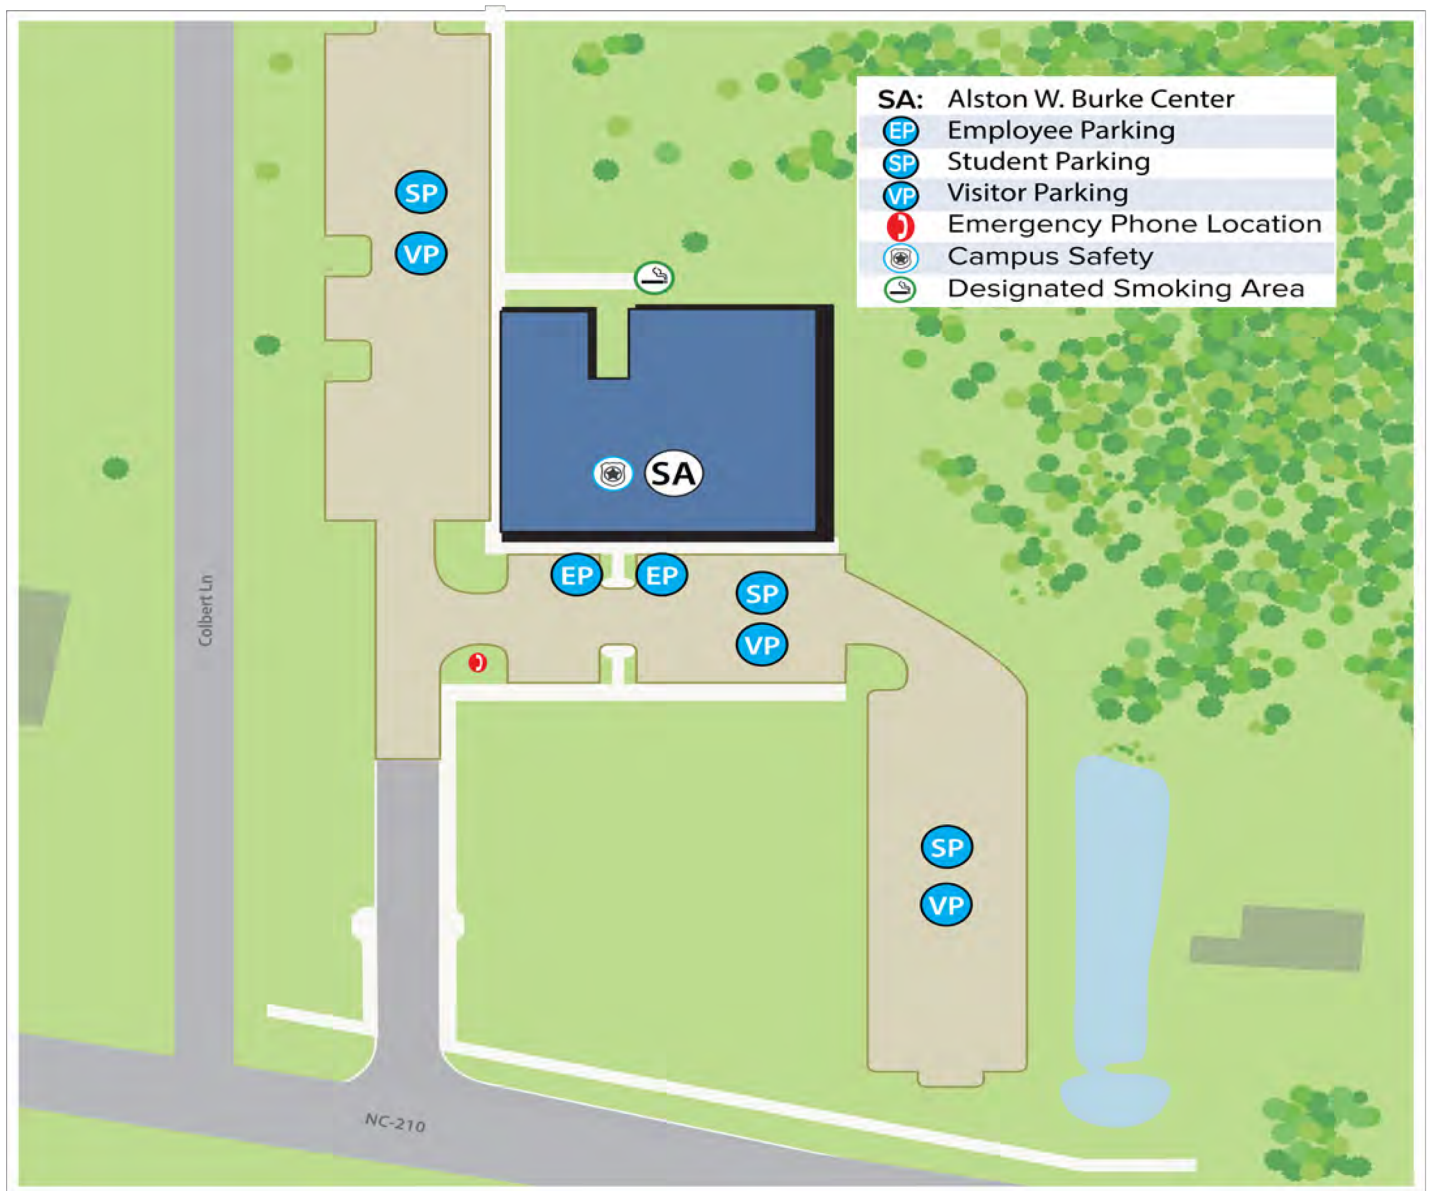 SA: Alston W. Burke Center
EP Employee Parking
SP Student Parking
VP Visitor Parking
Emergency Phone Location
Campus Safety
Designated Smoking Area
SP
VP
SA
EP
EP
SP
VP
Colbert Ln
SP
VP
NC-210